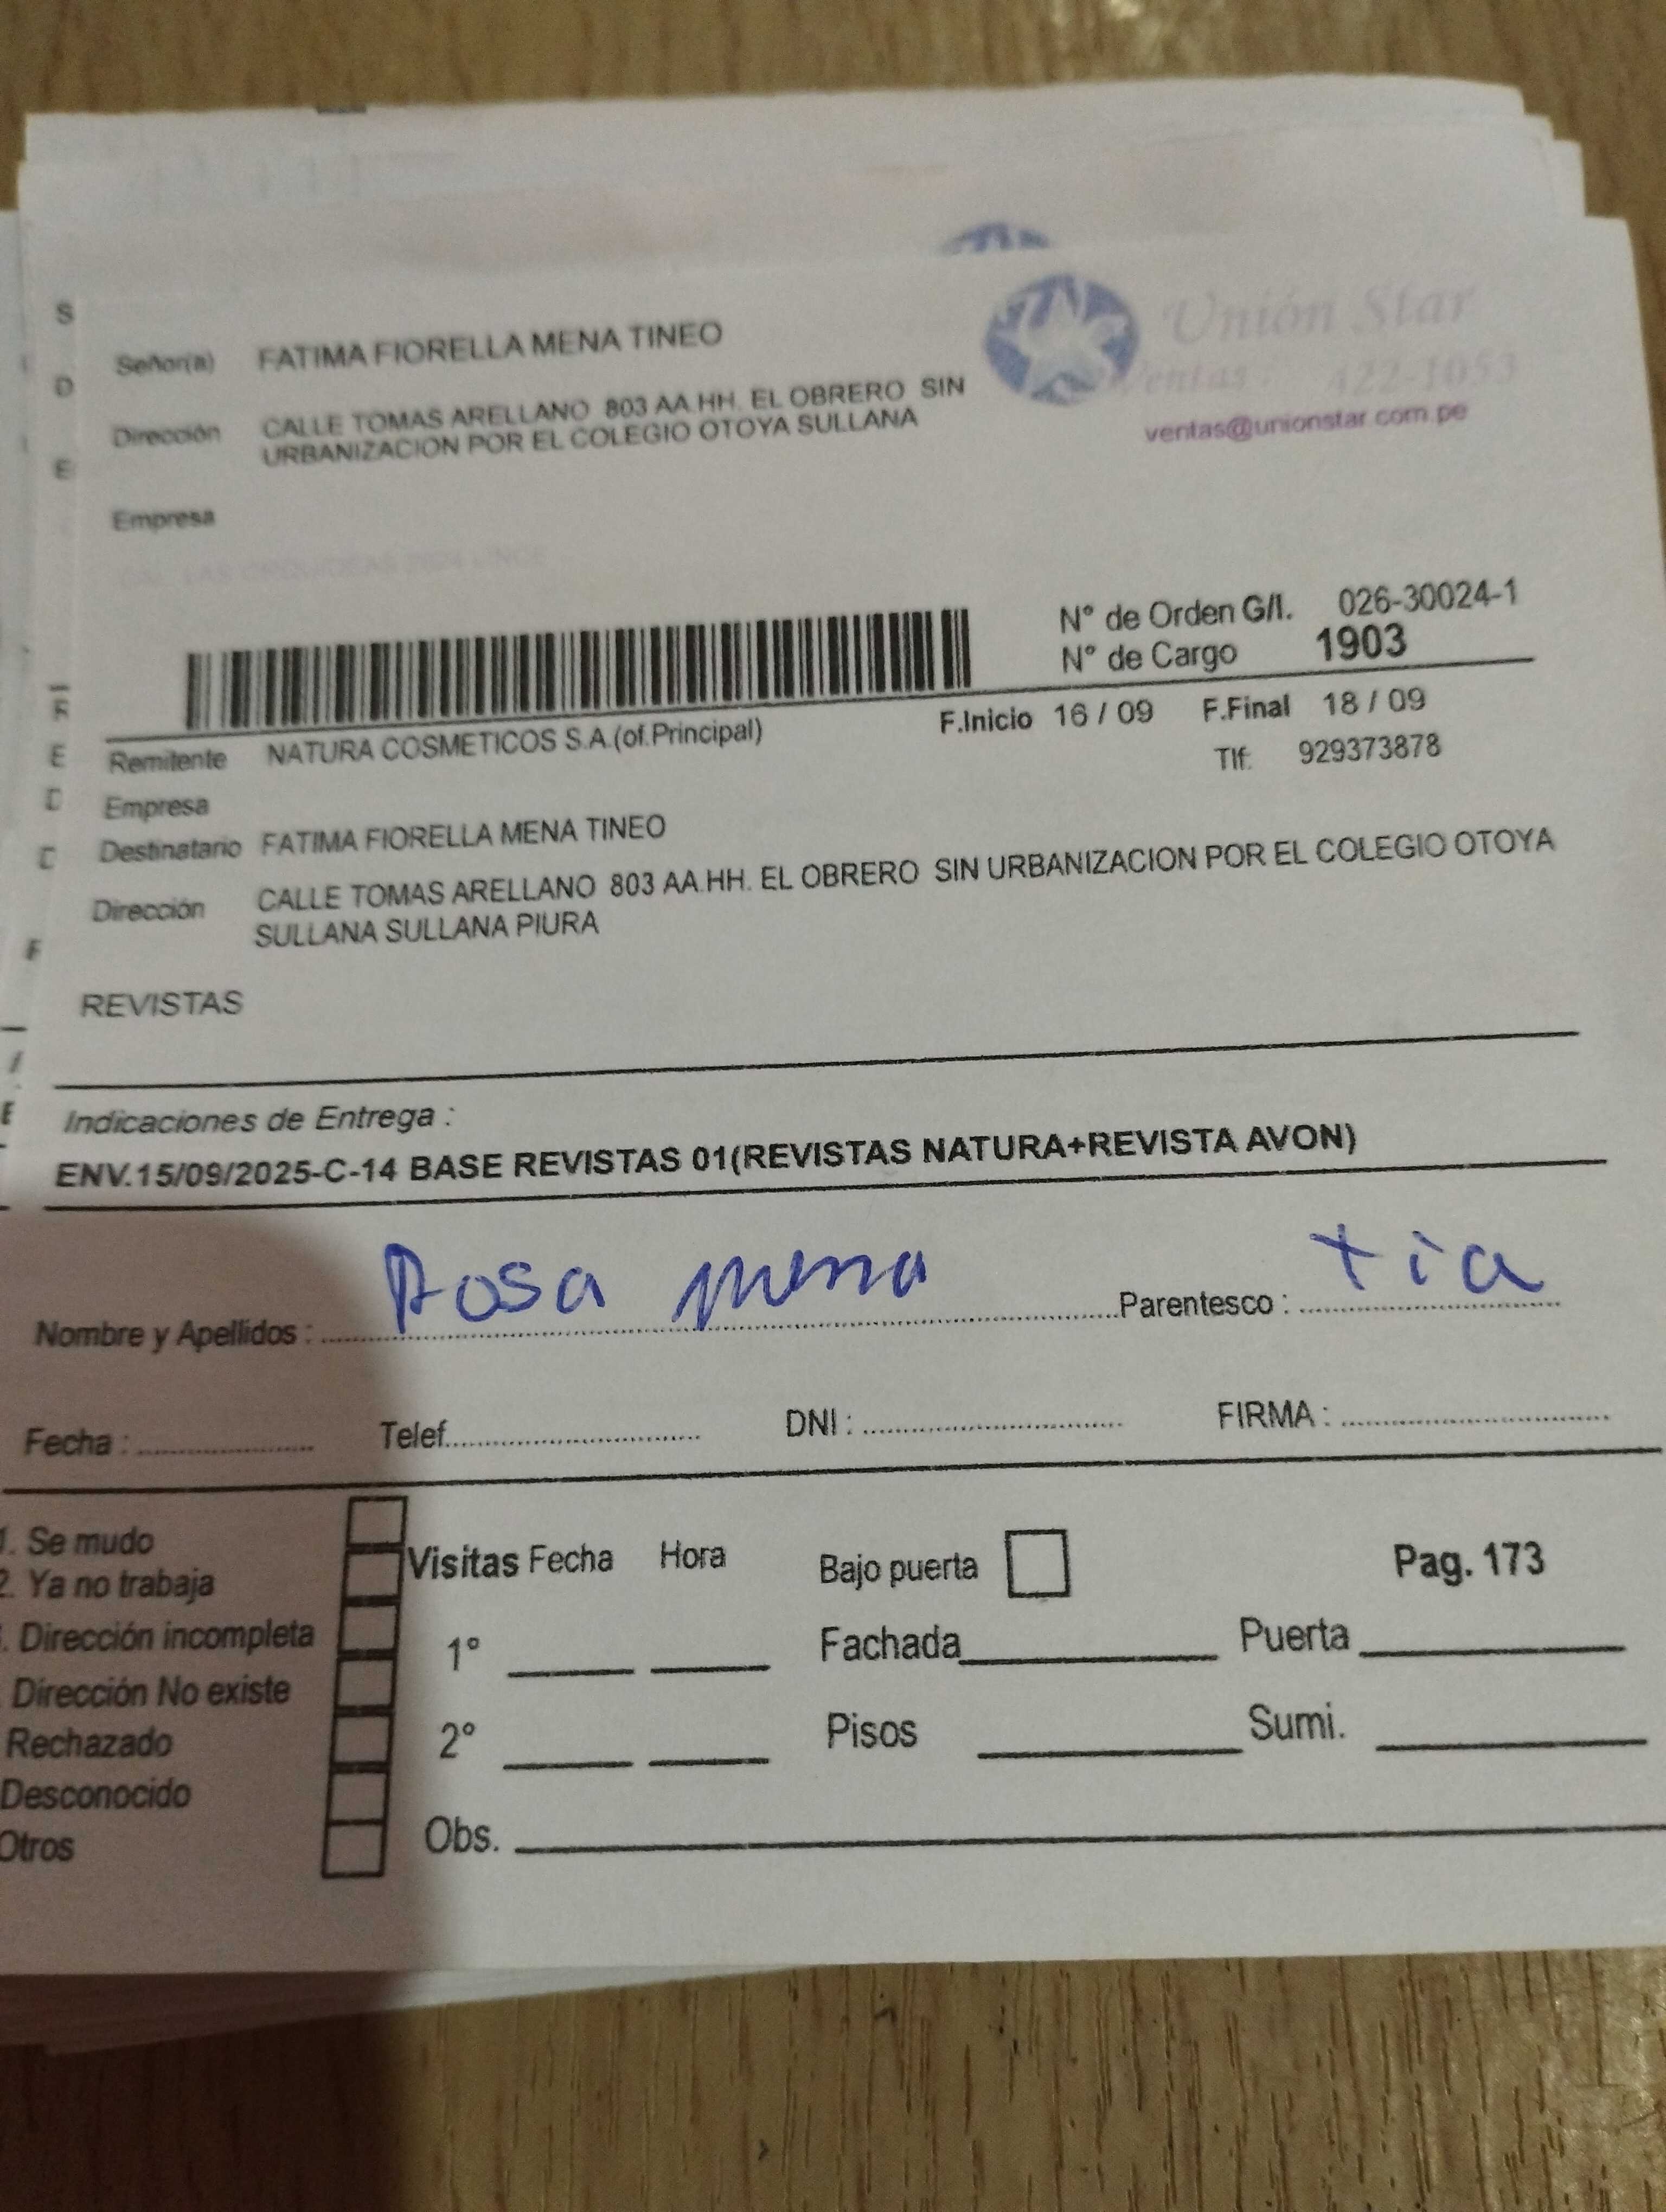 S
Señor(a) FATIMA FIORELLA MENA TINEO
Unión Star
D
Ventas: 422-1053
Dirección CALLE TOMAS ARELLANO 803 AA.HH. EL OBRERO SIN
URBANIZACION POR EL COLEGIO OTOYA SULLANA
ventas@unionstar.com.pe
E
Empresa
N° de Orden G/I. 026-30024-1
N° de Cargo 1903
F.Inicio 16 / 09 F.Final 18 / 09
Remitente NATURA COSMETICOS S.A.(of.Principal)
Tlf: 929373878
Empresa
Destinatario FATIMA FIORELLA MENA TINEO
Dirección CALLE TOMAS ARELLANO 803 AA.HH. EL OBRERO SIN URBANIZACION POR EL COLEGIO OTOYA
SULLANA SULLANA PIURA
REVISTAS
Indicaciones de Entrega :
ENV.15/09/2025-C-14 BASE REVISTAS 01(REVISTAS NATURA+REVISTA AVON)
Nombre y Apellidos : Rosa mena Parentesco : tia
Fecha : Telef. DNI : FIRMA :
1. Se mudo
2. Ya no trabaja
. Dirección incompleta
Dirección No existe
Rechazado
Desconocido
Otros
Visitas Fecha Hora Bajo puerta Pag. 173
1° Fachada Puerta
2° Pisos Sumi.
Obs.